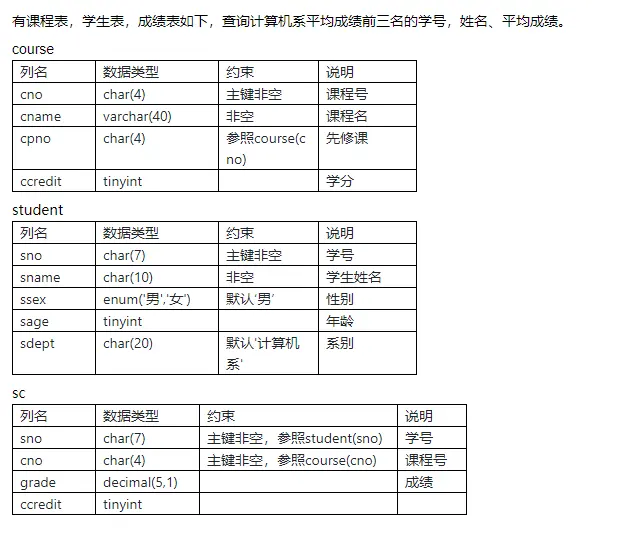 有课程表，学生表，成绩表如下，查询计算机系平均成绩前三名的学号，姓名、平均成绩。
course
列名 数据类型 约束 说明
cno char(4) 主键非空 课程号
cname varchar(40) 非空 课程名
cpno char(4) 参照course(c 先修课
no)
ccredit tinyint 学分
student
列名 数据类型 约束 说明
sno char(7) 主键非空 学号
sname char(10) 非空 学生姓名
ssex enum('男','女') 默认'男' 性别
sage tinyint 年龄
sdept char(20) 默认'计算机 系别
系'
sc
列名 数据类型 约束 说明
sno char(7) 主键非空，参照student(sno) 学号
cno char(4) 主键非空，参照course(cno) 课程号
grade decimal(5,1) 成绩
ccredit tinyint